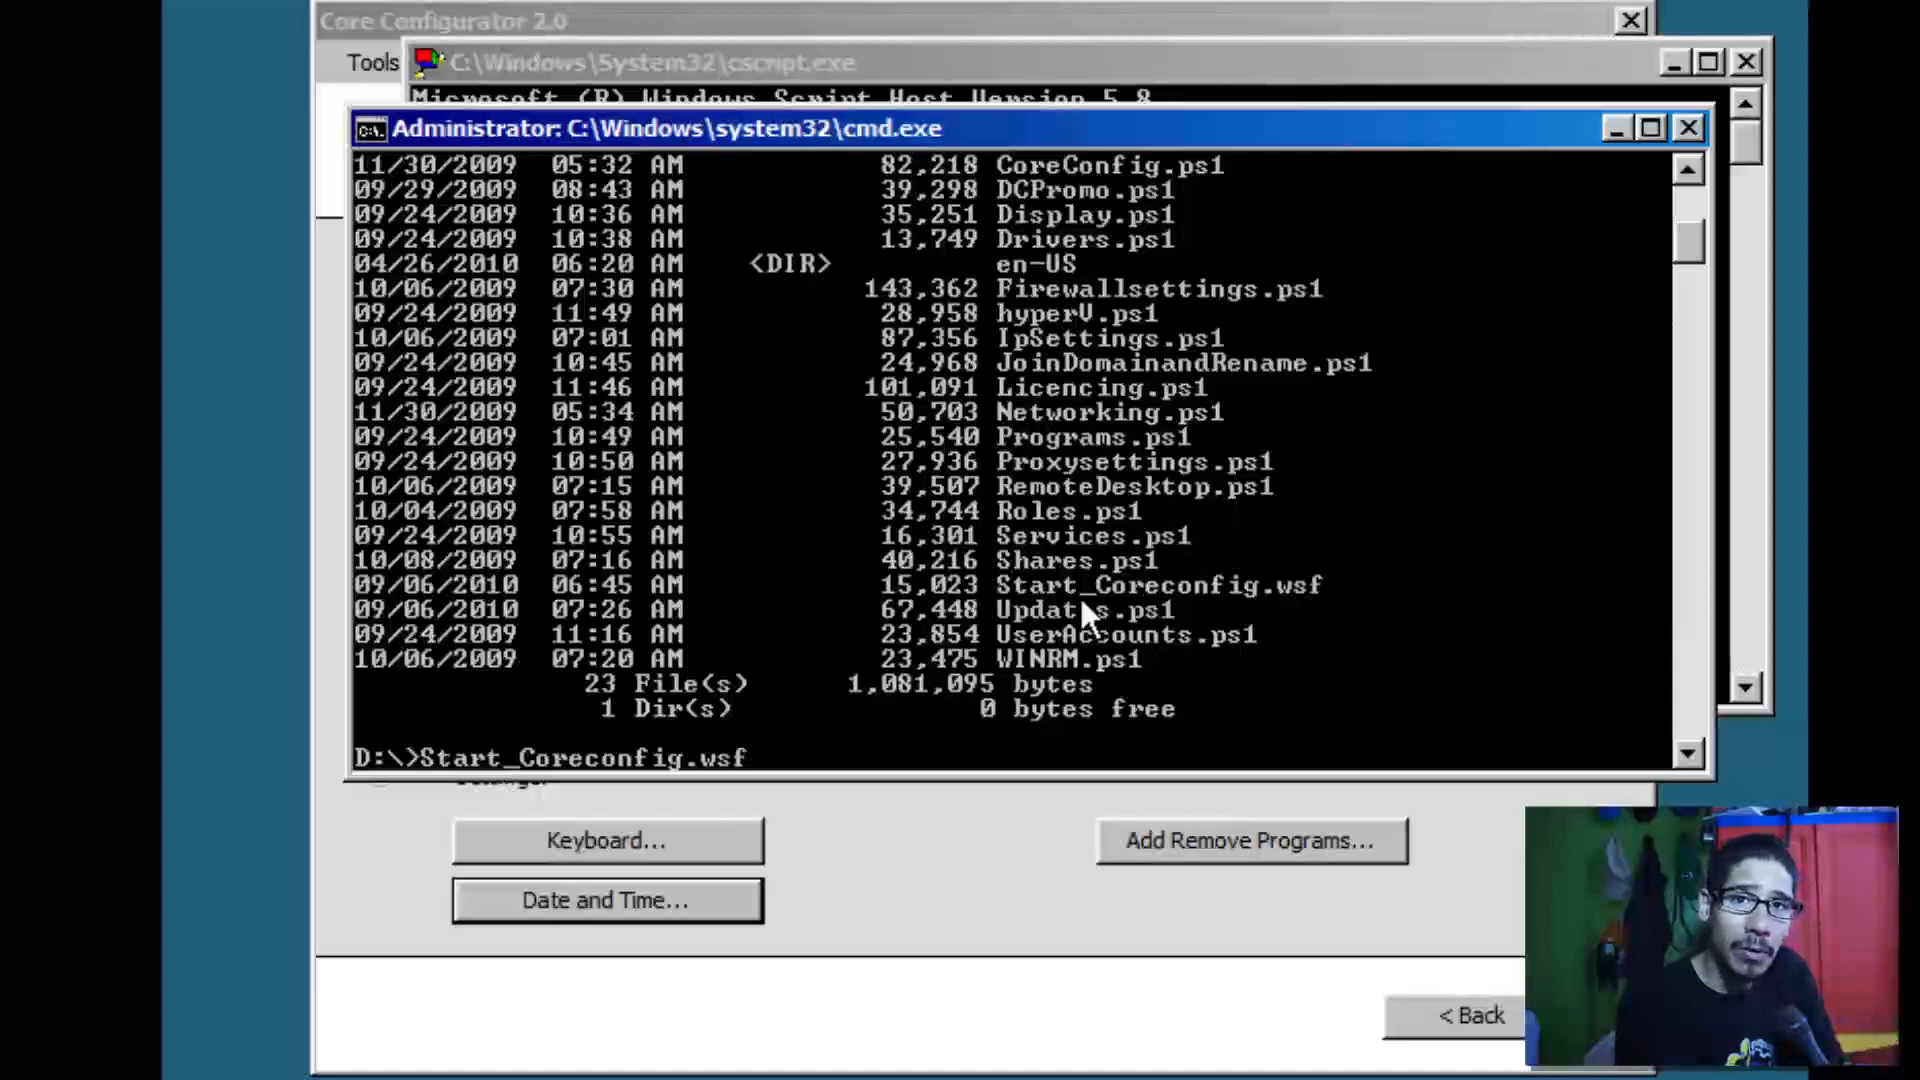 Core Configurator 2.0
Tools
C:\Windows\System32\cscript.exe
Microsoft (R) Windows Script Host Version 5.8
Administrator: C:\Windows\system32\cmd.exe
11/30/2009 05:32 AM 82,218 CoreConfig.ps1
09/29/2009 08:43 AM 39,298 DCPromo.ps1
09/24/2009 10:36 AM 35,251 Display.ps1
09/24/2009 10:38 AM 13,749 Drivers.ps1
04/26/2010 06:20 AM <DIR> en-US
10/06/2009 07:30 AM 143,362 Firewallsettings.ps1
09/24/2009 11:49 AM 28,958 hyperV.ps1
10/06/2009 07:01 AM 87,356 IpSettings.ps1
09/24/2009 10:45 AM 24,968 JoinDomainandRename.ps1
09/24/2009 11:46 AM 101,091 Licencing.ps1
11/30/2009 05:34 AM 50,703 Networking.ps1
09/24/2009 10:49 AM 25,540 Programs.ps1
09/24/2009 10:50 AM 27,936 Proxysettings.ps1
10/06/2009 07:15 AM 39,507 RemoteDesktop.ps1
10/04/2009 07:58 AM 34,744 Roles.ps1
09/24/2009 10:55 AM 16,301 Services.ps1
10/08/2009 07:16 AM 40,216 Shares.ps1
09/06/2010 06:45 AM 15,023 Start_Coreconfig.wsf
09/06/2010 07:26 AM 67,448 Updates.ps1
09/24/2009 11:16 AM 23,854 UserAccounts.ps1
10/06/2009 07:20 AM 23,475 WINRM.ps1
23 File(s) 1,081,095 bytes
1 Dir(s) 0 bytes free
D:\>Start_Coreconfig.wsf
Keyboard...
Add Remove Programs...
Date and Time...
< Back